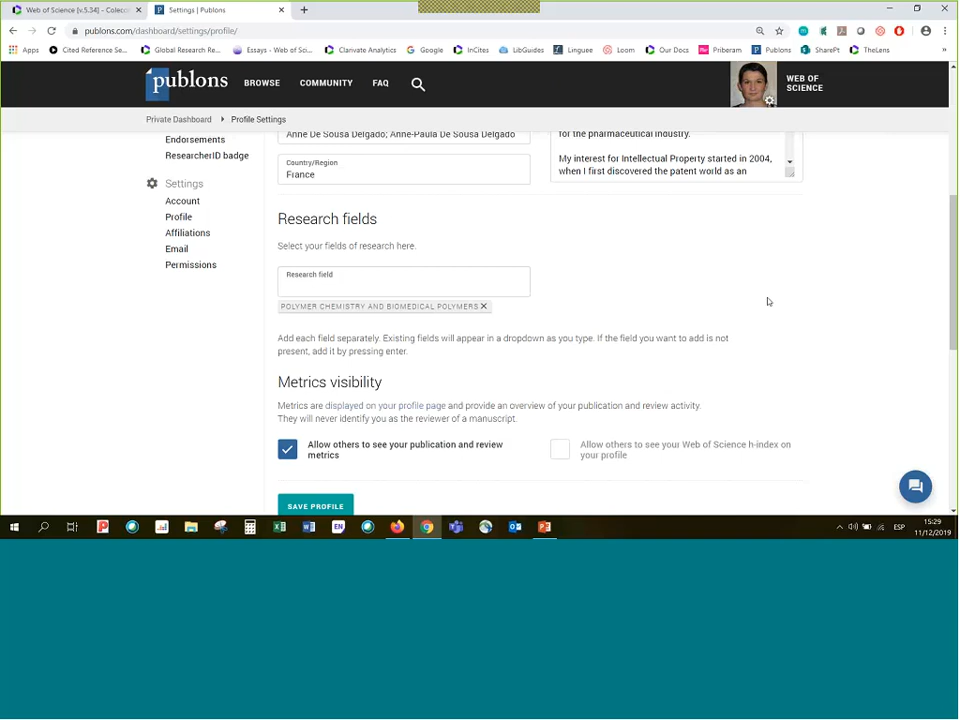 Web of Science [v.5.34] - Colecc
Settings | Publons
publons.com/dashboard/settings/profile/
Apps
Cited Reference Se...
Global Research Re...
Essays - Web of Sci...
Clarivate Analytics
Google
InCites
LibGuides
Linguee
Loom
Our Docs
Priberam
Publons
SharePt
TheLens
»
publons
BROWSE
COMMUNITY
FAQ
WEB OF
SCIENCE
Private Dashboard
Profile Settings
Endorsements
ResearcherID badge
Settings
Account
Profile
Affiliations
Email
Permissions
Anne De Sousa Delgado; Anne-Paula De Sousa Delgado
Country/Region
France
for the pharmaceutical industry.
My interest for Intellectual Property started in 2004,
when I first discovered the patent world as an
Research fields
Select your fields of research here.
Research field
POLYMER CHEMISTRY AND BIOMEDICAL POLYMERS ×
Add each field separately. Existing fields will appear in a dropdown as you type. If the field you want to add is not
present, add it by pressing enter.
Metrics visibility
Metrics are displayed on your profile page and provide an overview of your publication and review activity.
They will never identify you as the reviewer of a manuscript.
Allow others to see your publication and review
metrics
Allow others to see your Web of Science h-index on
your profile
SAVE PROFILE
EN
ESP
15:29
11/12/2019